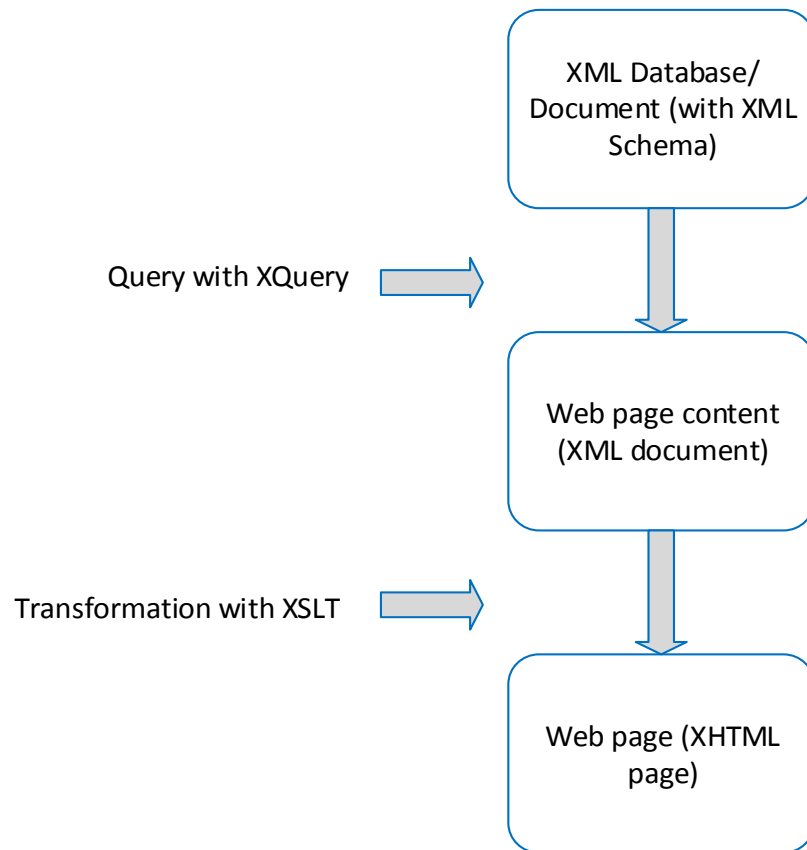 XML Database/
Document (with XML
Schema)
Query with XQuery
Web page content
(XML document)
Transformation with XSLT
Web page (XHTML
page)